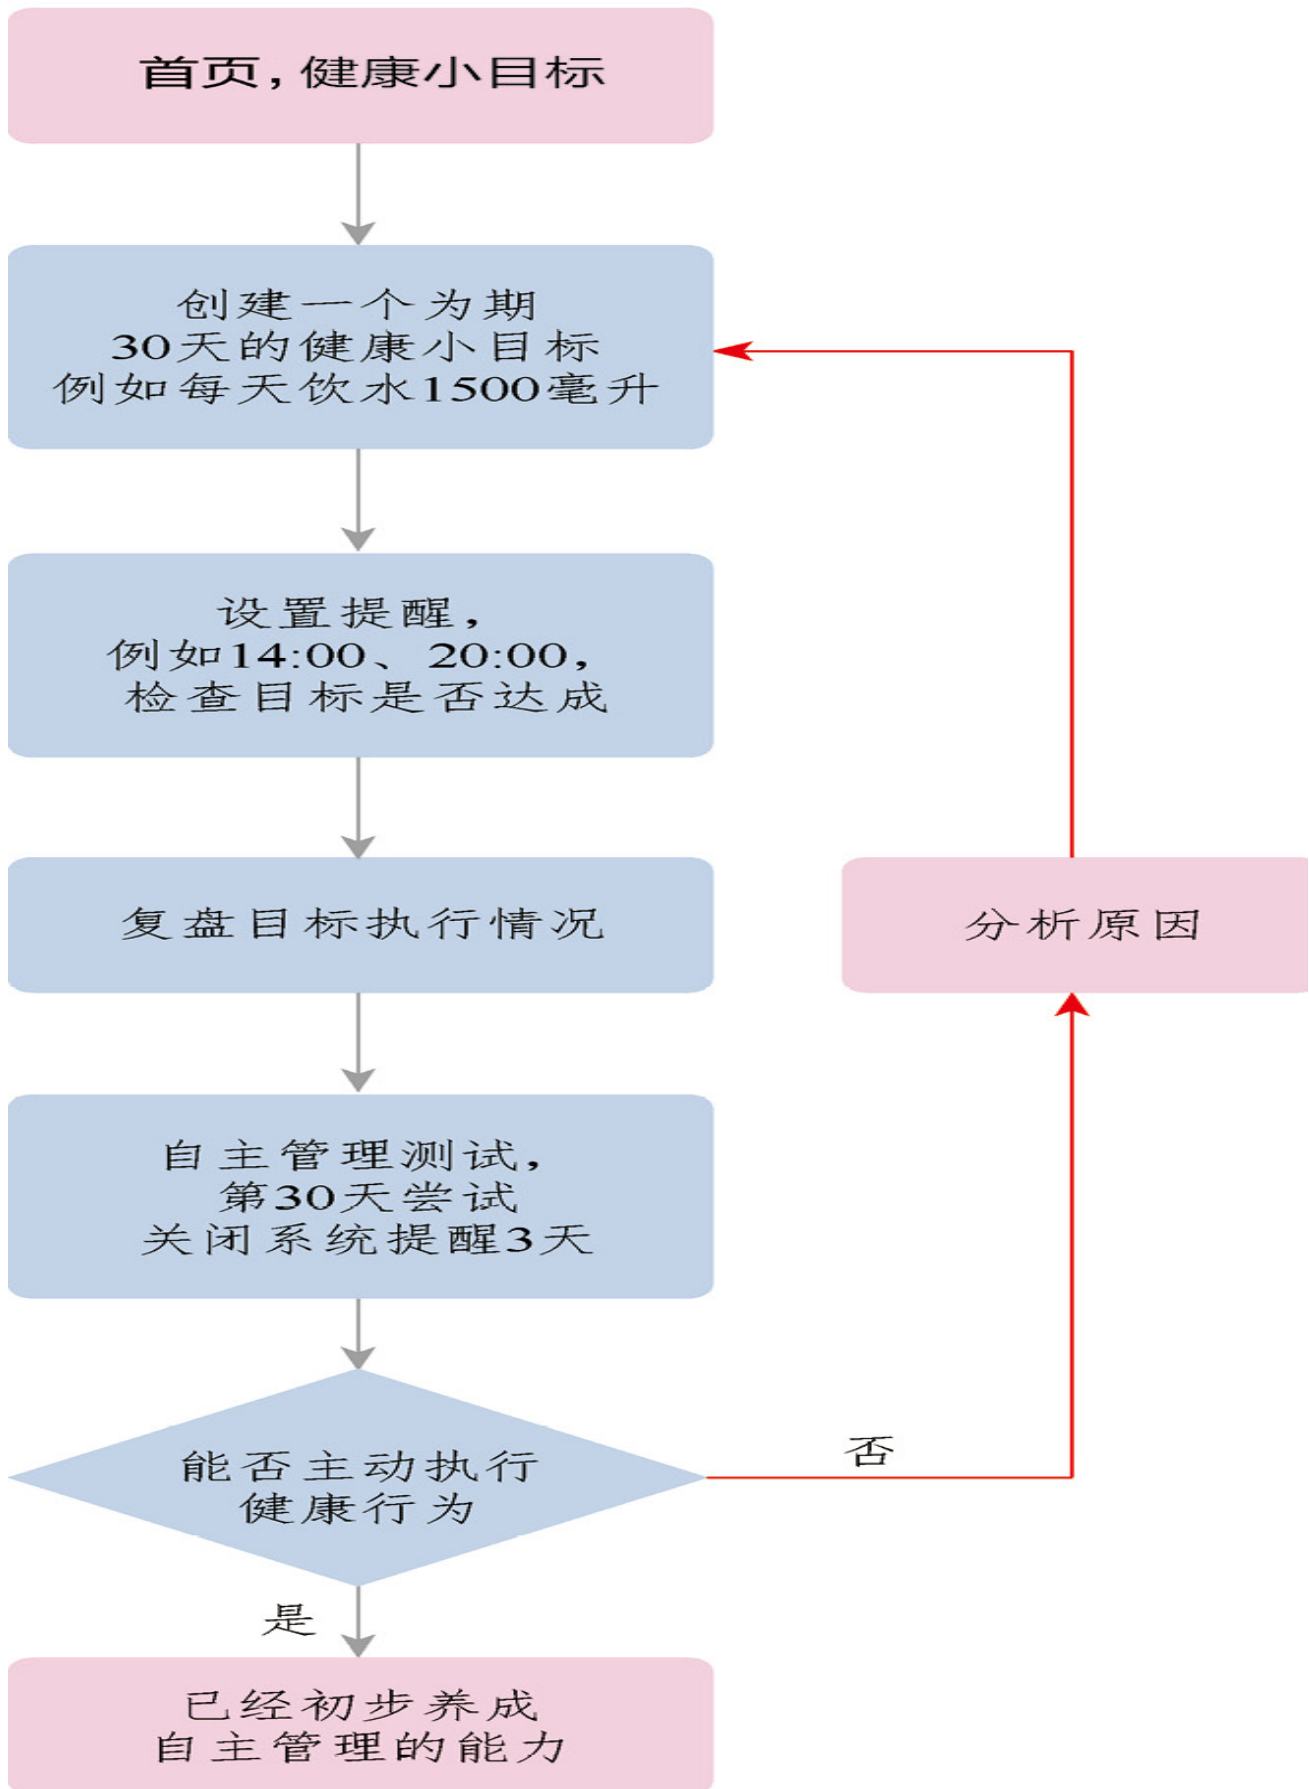 首页，健康小目标
创建一个为期
30天的健康小目标
例如每天饮水1500毫升
设置提醒，
例如14:00、20:00，
检查目标是否达成
复盘目标执行情况
分析原因
自主管理测试，
第30天尝试
关闭系统提醒3天
能否主动执行
健康行为
否
是
已经初步养成
自主管理的能力